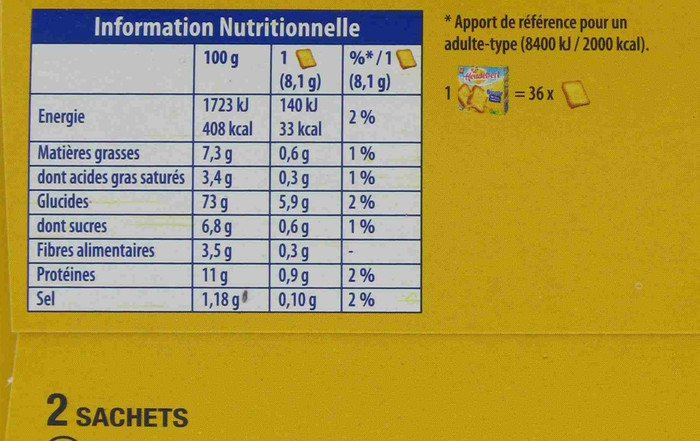 Information Nutritionnelle
100 g 1 %*/1
(8,1 g) (8,1 g)
Energie 1723 kJ 140 kJ 2 %
408 kcal 33 kcal
Matières grasses 7,3 g 0,6 g 1 %
dont acides gras saturés 3,4 g 0,3 g 1 %
Glucides 73 g 5,9 g 2 %
dont sucres 6,8 g 0,6 g 1 %
Fibres alimentaires 3,5 g 0,3 g -
Protéines 11 g 0,9 g 2 %
Sel 1,18 g 0,10 g 2 %
* Apport de référence pour un
adulte-type (8400 kJ / 2000 kcal).
Heudebert
1 = 36 x
2 SACHETS